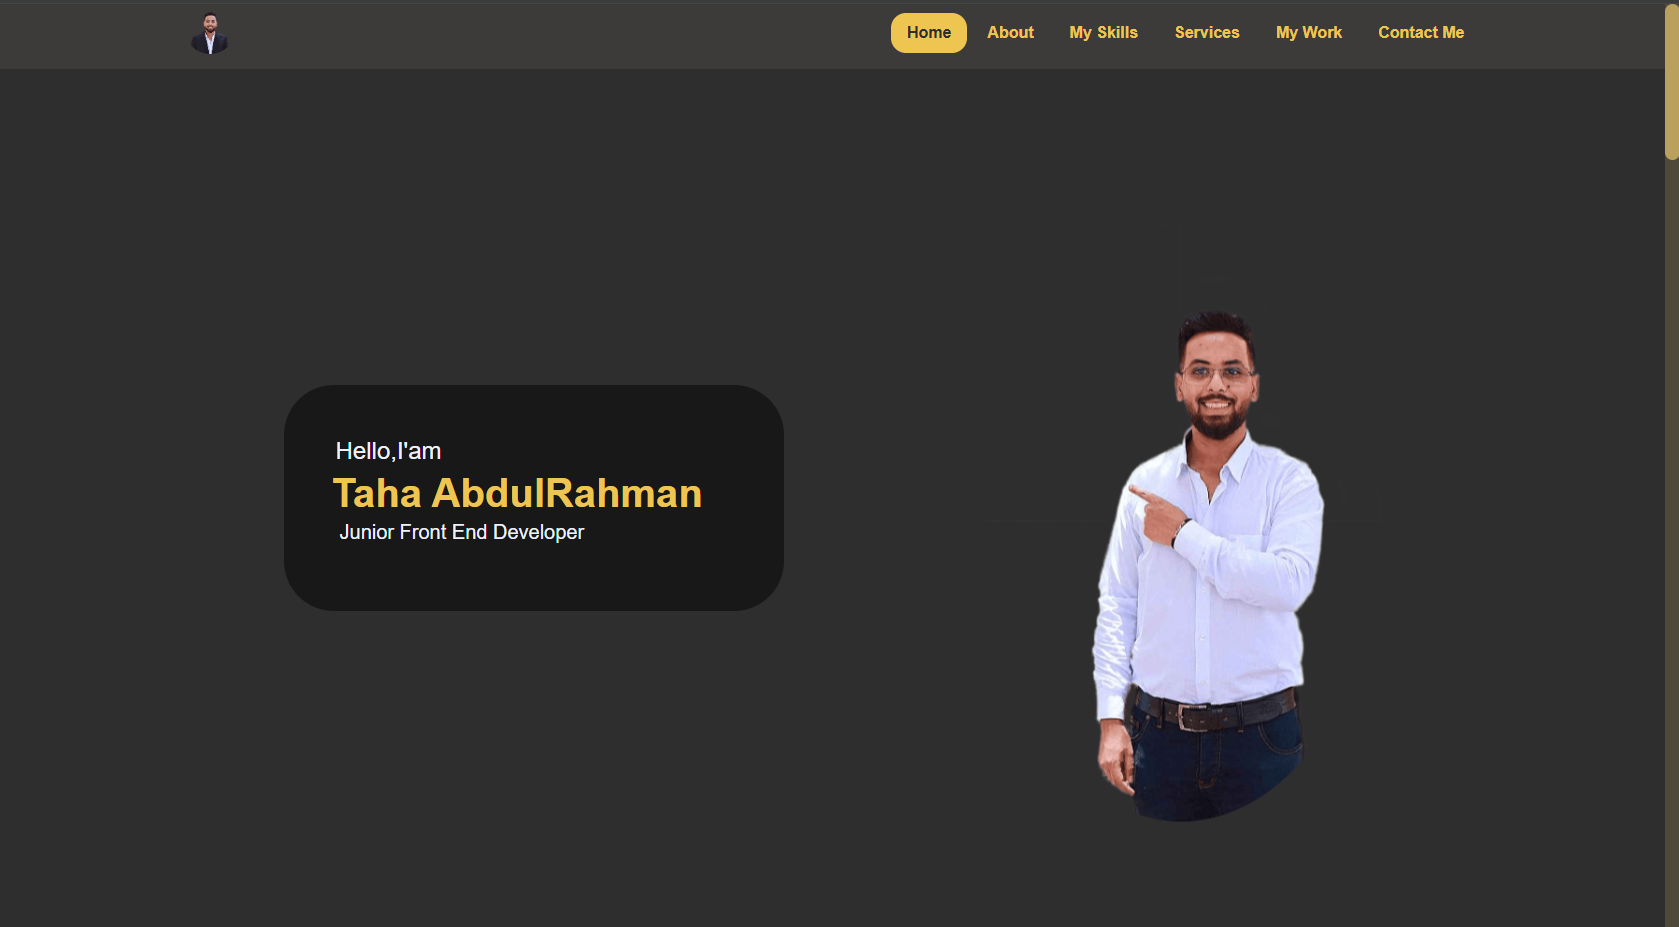 Home About My Skills Services My Work Contact Me
Hello,I'am
Taha AbdulRahman
Junior Front End Developer